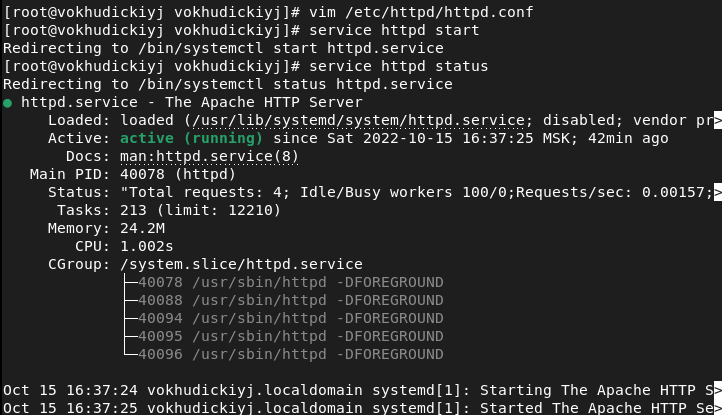 [root@vokhudickiyj vokhudickiyj]# vim /etc/httpd/httpd.conf
[root@vokhudickiyj vokhudickiyj]# service httpd start
Redirecting to /bin/systemctl start httpd.service
[root@vokhudickiyj vokhudickiyj]# service httpd status
Redirecting to /bin/systemctl status httpd.service
● httpd.service - The Apache HTTP Server
Loaded: loaded (/usr/lib/systemd/system/httpd.service; disabled; vendor pr>
Active: active (running) since Sat 2022-10-15 16:37:25 MSK; 42min ago
Docs: man:httpd.service(8)
Main PID: 40078 (httpd)
Status: "Total requests: 4; Idle/Busy workers 100/0;Requests/sec: 0.00157;>
Tasks: 213 (limit: 12210)
Memory: 24.2M
CPU: 1.002s
CGroup: /system.slice/httpd.service
├─40078 /usr/sbin/httpd -DFOREGROUND
├─40088 /usr/sbin/httpd -DFOREGROUND
├─40094 /usr/sbin/httpd -DFOREGROUND
├─40095 /usr/sbin/httpd -DFOREGROUND
└─40096 /usr/sbin/httpd -DFOREGROUND
Oct 15 16:37:24 vokhudickiyj.localdomain systemd[1]: Starting The Apache HTTP S>
Oct 15 16:37:25 vokhudickiyj.localdomain systemd[1]: Started The Apache HTTP Se>